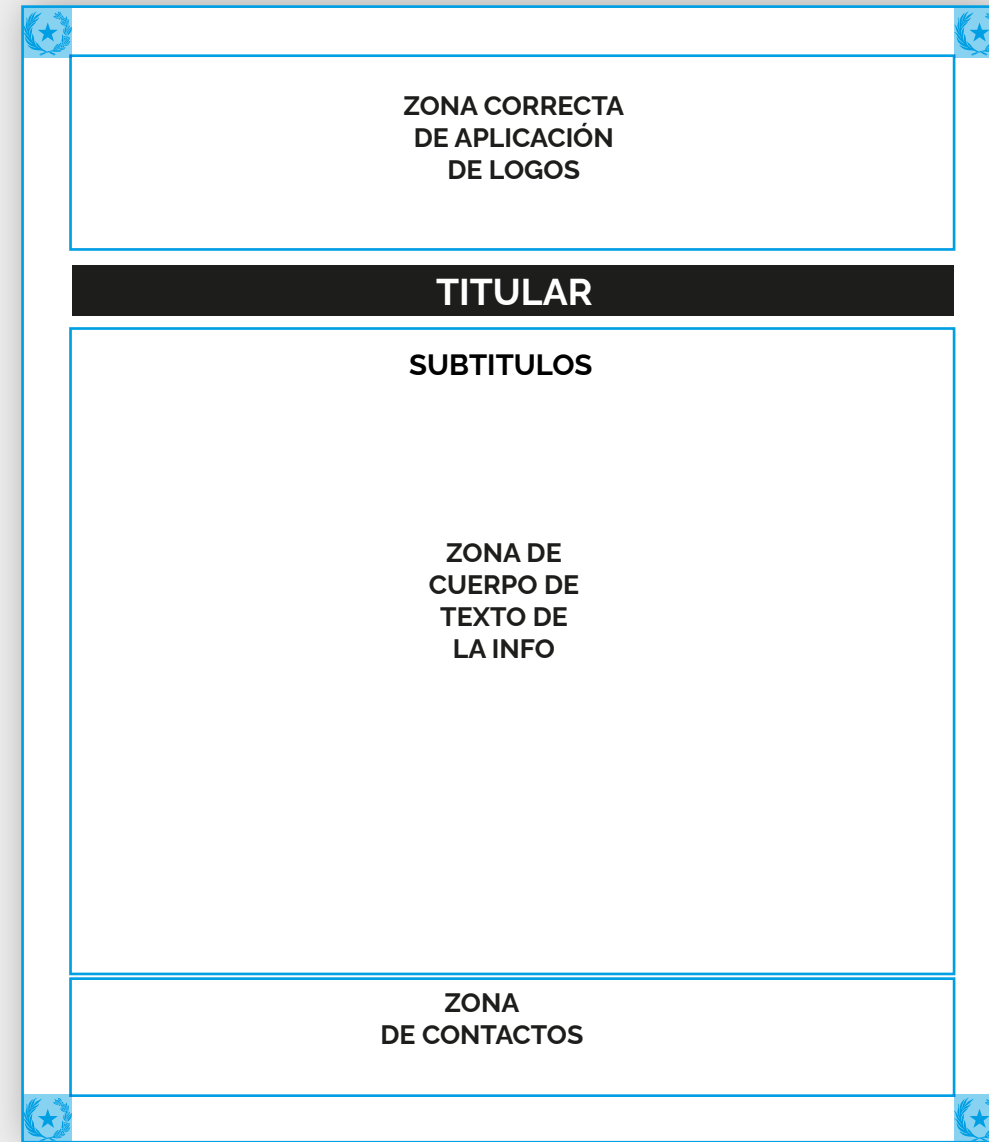 ZONA CORRECTA
DE APLICACIÓN
DE LOGOS
TITULAR
SUBTITULOS
ZONA DE
CUERPO DE
TEXTO DE
LA INFO
ZONA
DE CONTACTOS